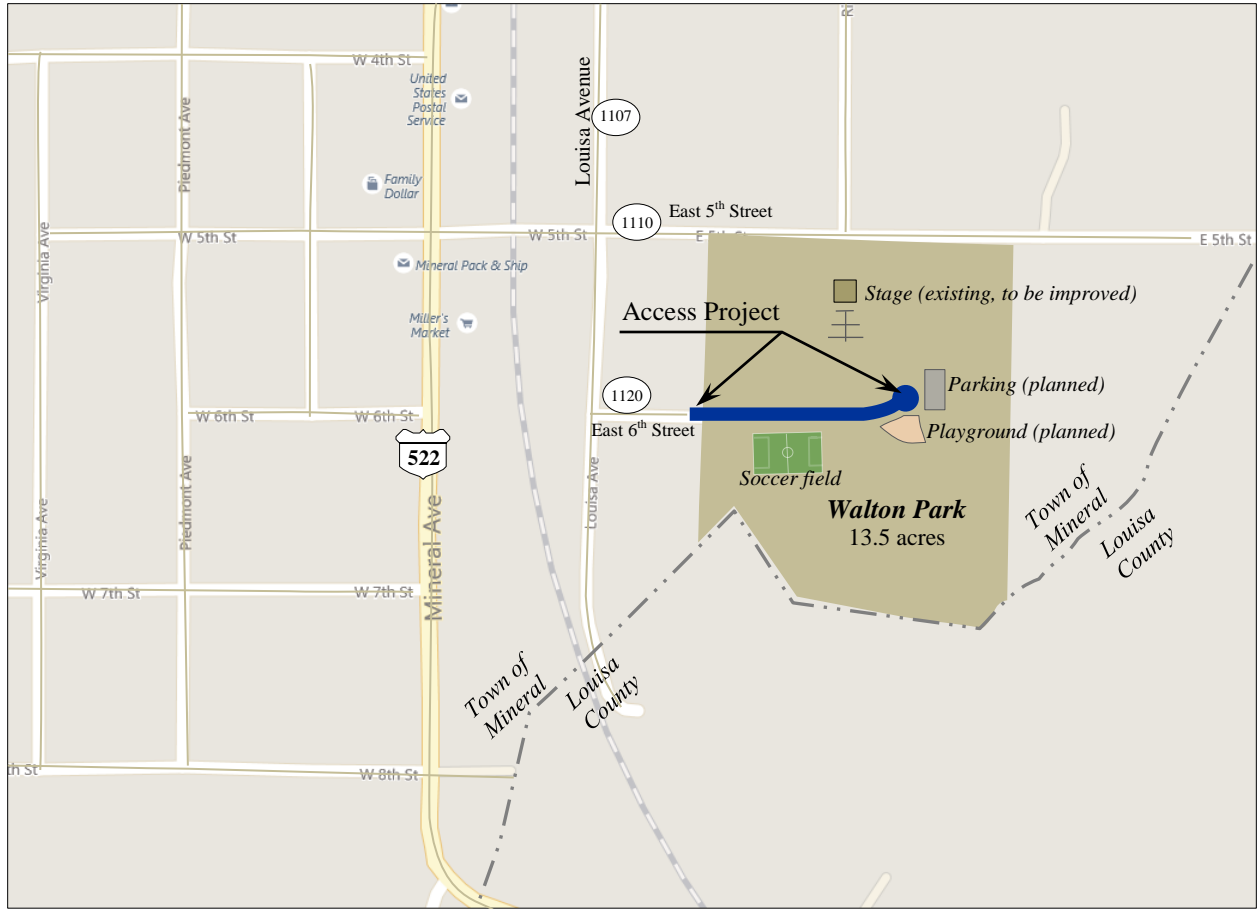 Ri
W 4th St
United
States
Postal
Service
Louisa Avenue
1107
Piedmont Ave
Family
Dollar
1110
East 5th Street
W 5th St
W 5th St
E 5th St
E 5th St
Virginia Ave
Mineral Pack & Ship
Stage (existing, to be improved)
Access Project
Miller's
Market
Parking (planned)
1120
W 6th St
W 6th St
East 6th Street
Playground (planned)
522
Soccer field
Walton Park
13.5 acres
Louisa Ave
Piedmont Ave
Virginia Ave
Mineral Ave
Town of
Mineral
Louisa
County
W 7th St
W 7th St
Town of
Mineral
Louisa
County
th St
W 8th St